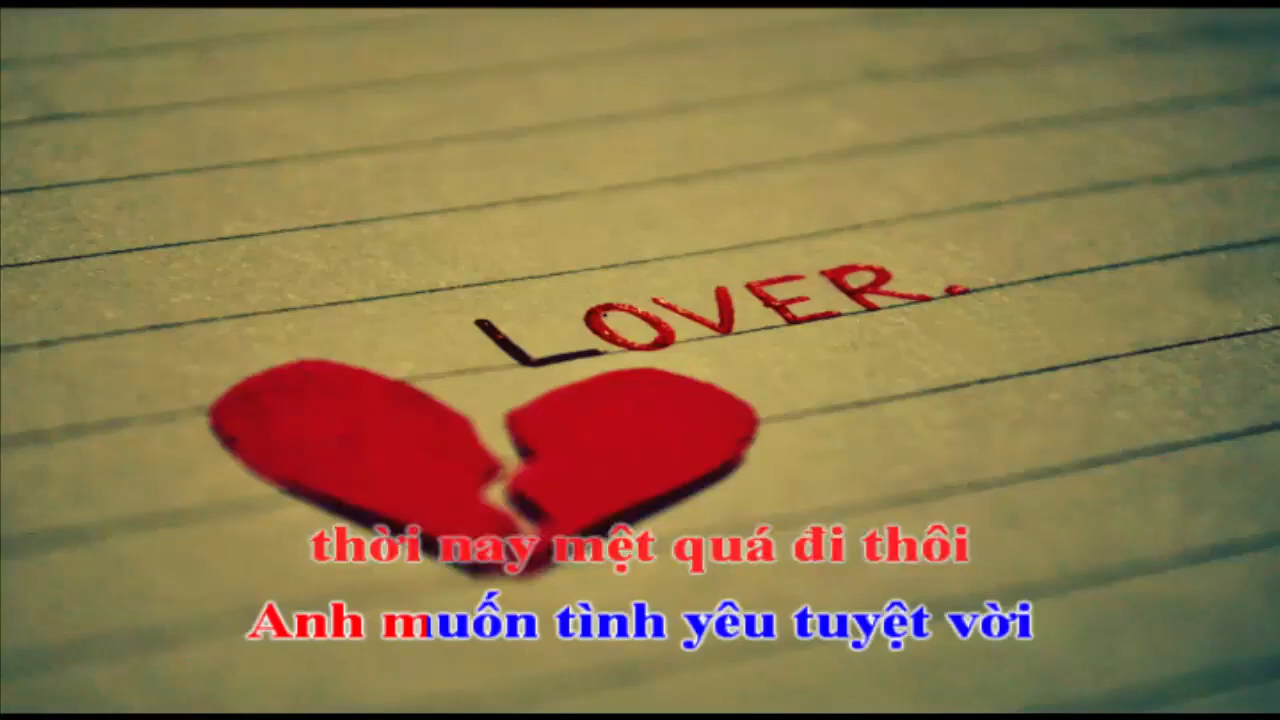 LOVER.
thời nay mệt quá đi thôi
Anh muốn tình yêu tuyệt vời